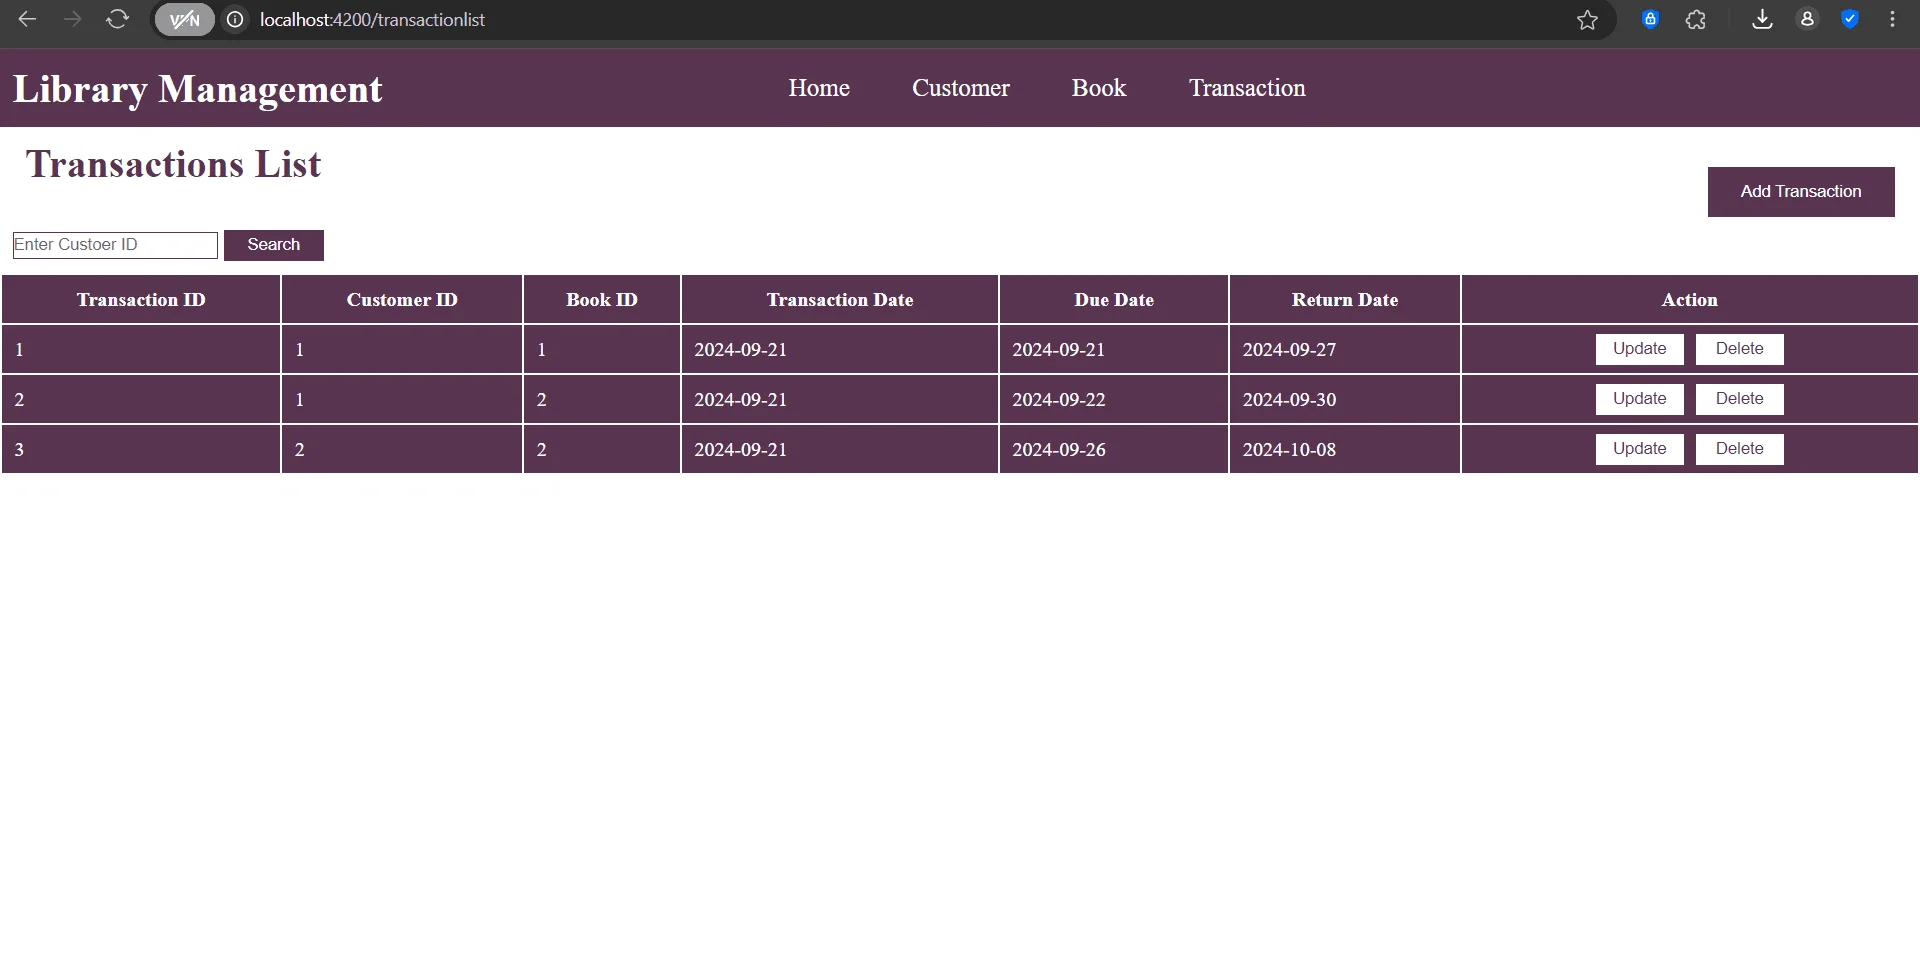 VPN localhost:4200/transactionlist
Library Management Home Customer Book Transaction
Transactions List
Add Transaction
Enter Custoer ID Search
Transaction ID Customer ID Book ID Transaction Date Due Date Return Date Action
1 1 1 2024-09-21 2024-09-21 2024-09-27 Update Delete
2 1 2 2024-09-21 2024-09-22 2024-09-30 Update Delete
3 2 2 2024-09-21 2024-09-26 2024-10-08 Update Delete